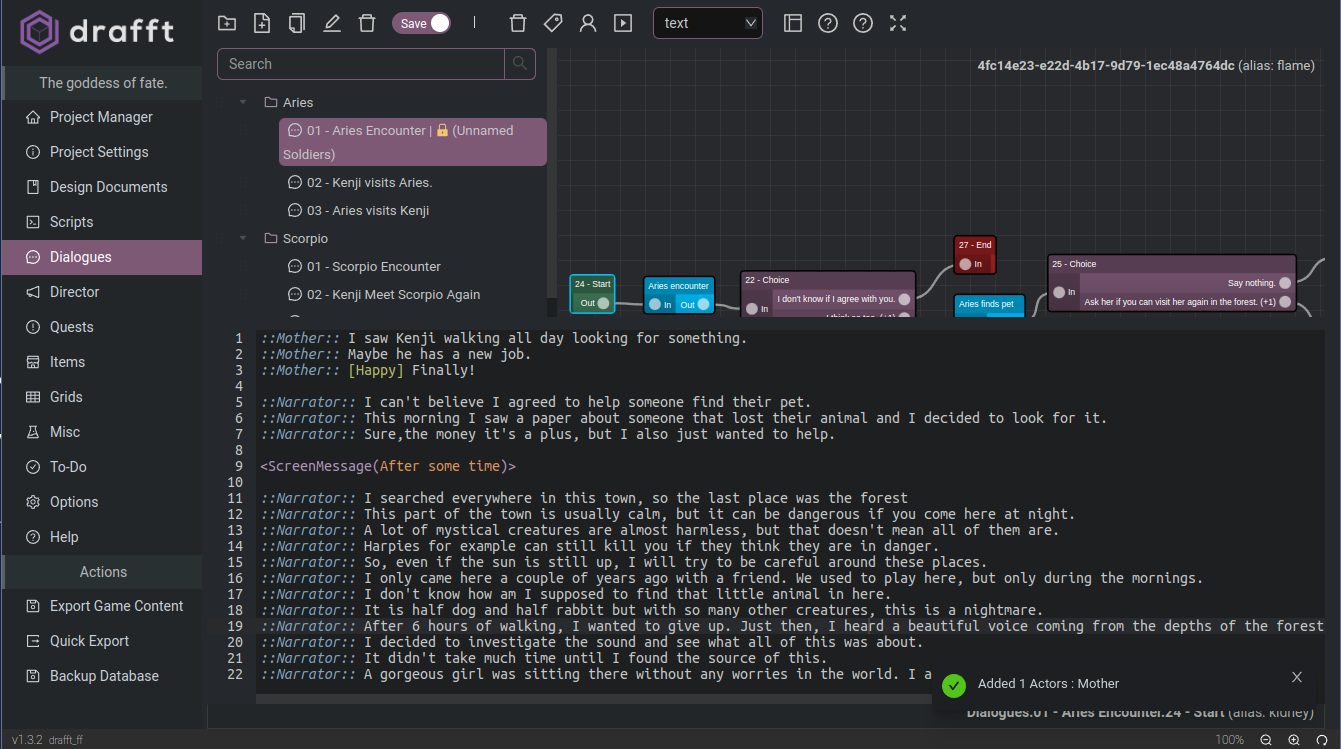 drafft
Save
text
The goddess of fate.
Project Manager
Project Settings
Design Documents
Scripts
Dialogues
Director
Quests
Items
Grids
Misc
To-Do
Options
Help
Actions
Export Game Content
Quick Export
Backup Database
v1.3.2 drafft_ff
Search
Aries
01 - Aries Encounter | 🔒 (Unnamed
Soldiers)
02 - Kenji visits Aries.
03 - Aries visits Kenji
Scorpio
01 - Scorpio Encounter
02 - Kenji Meet Scorpio Again
4fc14e23-e22d-4b17-9d79-1ec48a4764dc (alias: flame)
24 - Start
Out
Aries encounter
In Out
22 - Choice
I don't know if I agree with you.
In
27 - End
In
Aries finds pet
25 - Choice
Say nothing.
In
Ask her if you can visit her again in the forest. (+1)
1 ::Mother:: I saw Kenji walking all day looking for something.
2 ::Mother:: Maybe he has a new job.
3 ::Mother:: [Happy] Finally!
4
5 ::Narrator:: I can't believe I agreed to help someone find their pet.
6 ::Narrator:: This morning I saw a paper about someone that lost their animal and I decided to look for it.
7 ::Narrator:: Sure,the money it's a plus, but I also just wanted to help.
8
9 <ScreenMessage(After some time)>
10
11 ::Narrator:: I searched everywhere in this town, so the last place was the forest
12 ::Narrator:: This part of the town is usually calm, but it can be dangerous if you come here at night.
13 ::Narrator:: A lot of mystical creatures are almost harmless, but that doesn't mean all of them are.
14 ::Narrator:: Harpies for example can still kill you if they think they are in danger.
15 ::Narrator:: So, even if the sun is still up, I will try to be careful around these places.
16 ::Narrator:: I only came here a couple of years ago with a friend. We used to play here, but only during the mornings.
17 ::Narrator:: I don't know how am I supposed to find that little animal in here.
18 ::Narrator:: It is half dog and half rabbit but with so many other creatures, this is a nightmare.
19 ::Narrator:: After 6 hours of walking, I wanted to give up. Just then, I heard a beautiful voice coming from the depths of the forest
20 ::Narrator:: I decided to investigate the sound and see what all of this was about.
21 ::Narrator:: It didn't take much time until I found the source of this.
22 ::Narrator:: A gorgeous girl was sitting there without any worries in the world. I a
Added 1 Actors : Mother
Dialogues.01 - Aries Encounter.24 - Start (alias: kidney)
100%